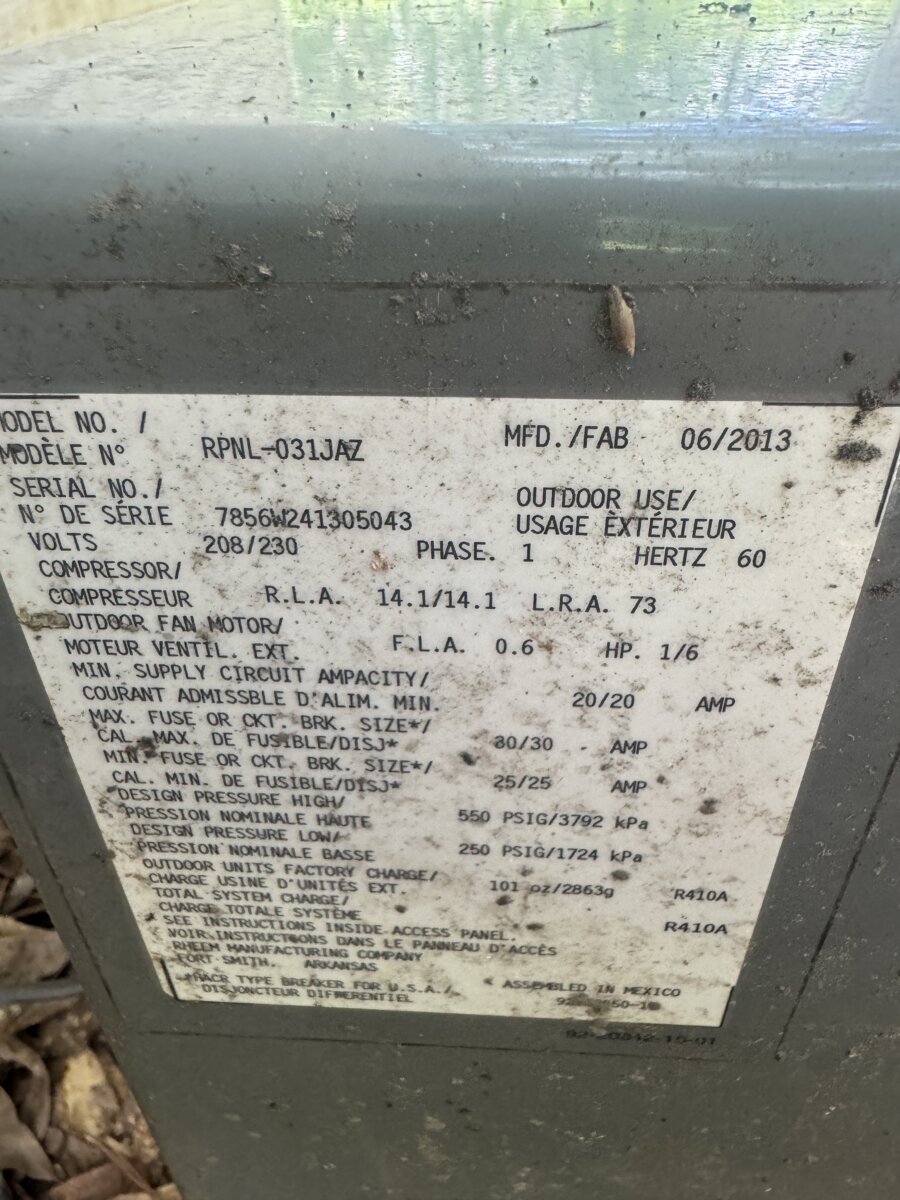 MODEL NO. /
MODÈLE N° RPNL-031JAZ MFD./FAB 06/2013
SERIAL NO./ OUTDOOR USE/
N° DE SÉRIE 7856W241305043 USAGE ÈXTÉRIEUR
VOLTS 208/230 PHASE. 1 HERTZ 60
COMPRESSOR/
COMPRESSEUR R.L.A. 14.1/14.1 L.R.A. 73
OUTDOOR FAN MOTOR/
MOTEUR VENTIL. EXT. F.L.A. 0.6 HP. 1/6
MIN. SUPPLY CIRCUIT AMPACITY/
COURANT ADMISSBLE D'ALIM. MIN. 20/20 AMP
MAX. FUSE OR CKT. BRK. SIZE*/
CAL. MAX. DE FUSIBLE/DISJ* 30/30 AMP
MIN. FUSE OR CKT. BRK. SIZE*/
CAL. MIN. DE FUSIBLE/DISJ* 25/25 AMP
DESIGN PRESSURE HIGH/
PRESSION NOMINALE HAUTE 550 PSIG/3792 kPa
DESIGN PRESSURE LOW/
PRESSION NOMINALE BASSE 250 PSIG/1724 kPa
OUTDOOR UNITS FACTORY CHARGE/
CHARGE USINE D'UNITÉS EXT. 101 oz/2863g R410A
TOTAL SYSTEM CHARGE/
CHARGE TOTALE SYSTÈME R410A
SEE INSTRUCTIONS INSIDE ACCESS PANEL.
VOIR INSTRUCTIONS DANS LE PANNEAU D'ACCÈS
RHEEM MANUFACTURING COMPANY
FORT SMITH. ARKANSAS
*HACR TYPE BREAKER FOR U.S.A./ ASSEMBLED IN MEXICO
DISJONCTEUR DIFFERENTIEL